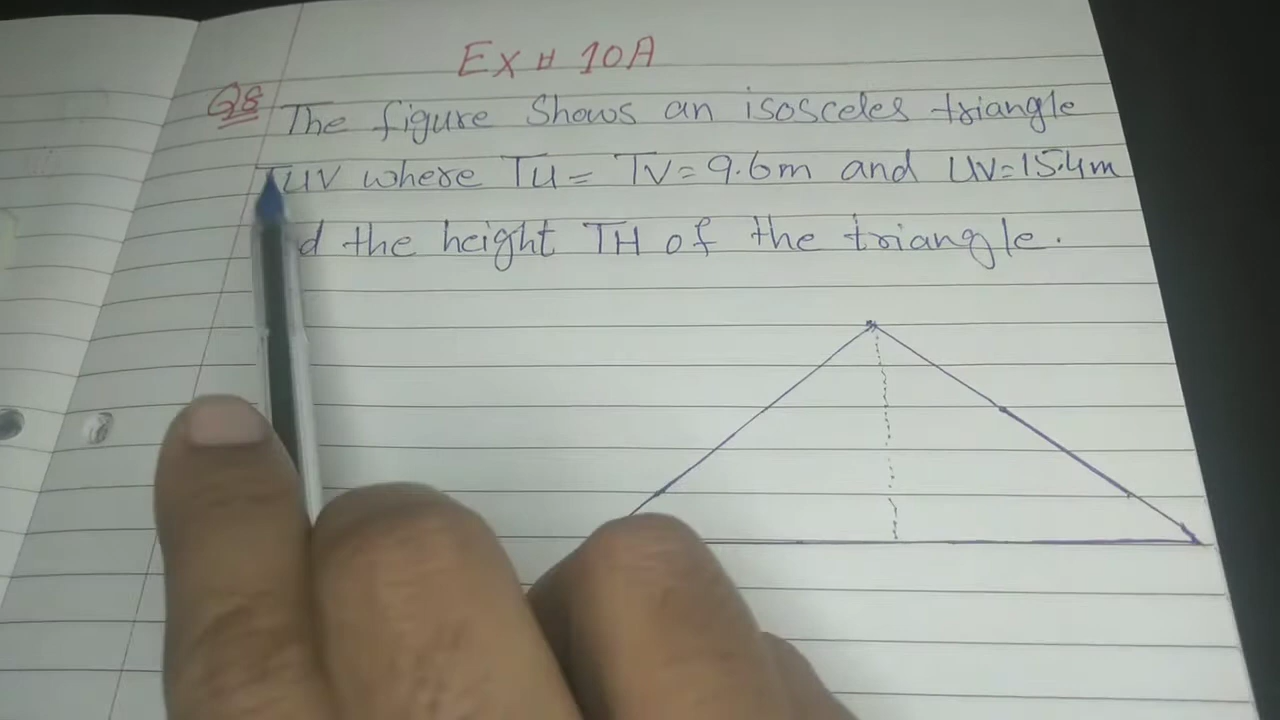 Ex # 10A
Q8 The figure Shows an isosceles triangle
TUV where TU = TV = 9.6m and UV=15.4m
d the height TH of the triangle.